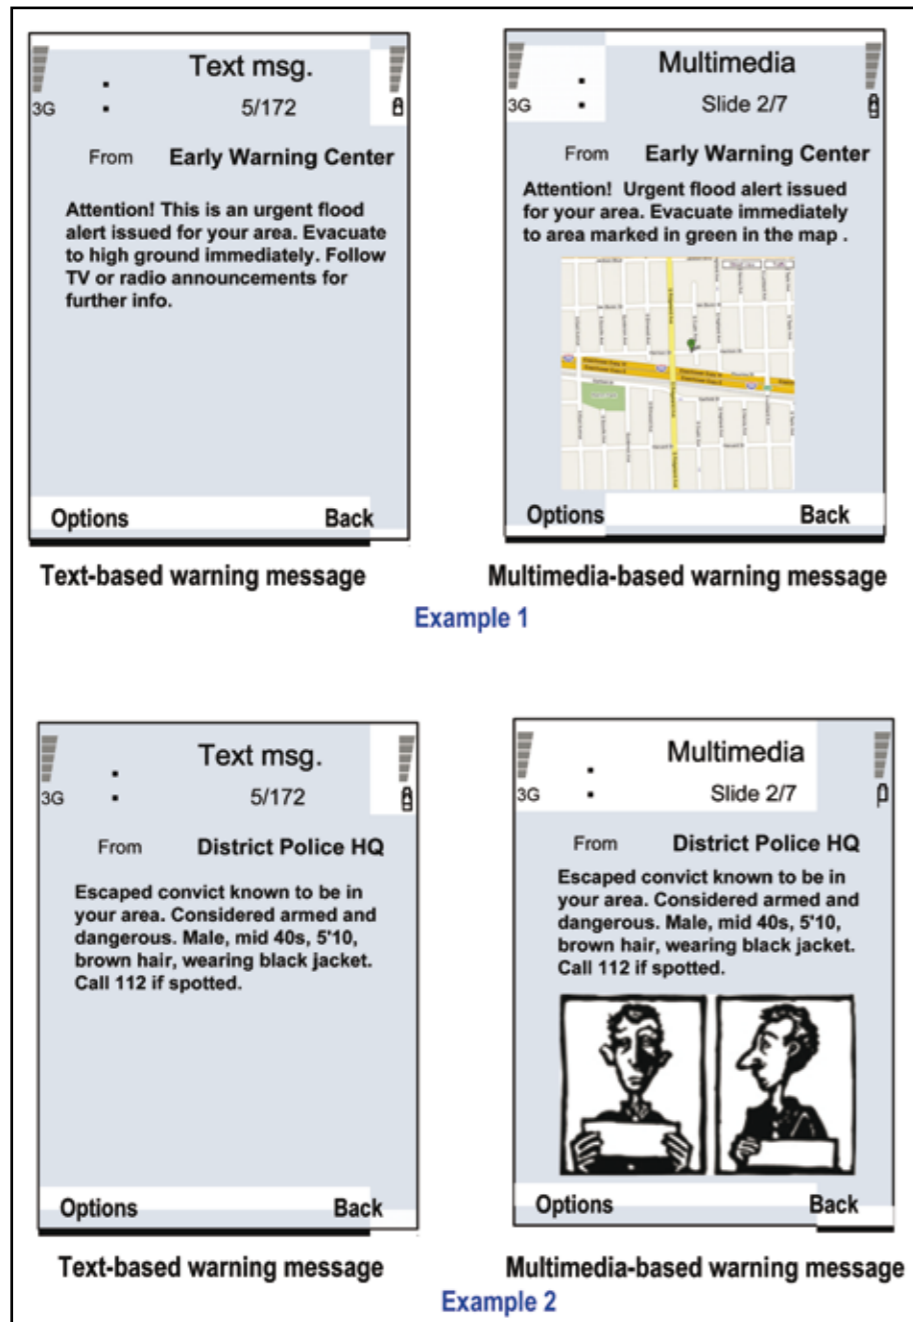 Text msg.
3G 5/172
From Early Warning Center
Attention! This is an urgent flood
alert issued for your area. Evacuate
to high ground immediately. Follow
TV or radio announcements for
further info.
Options Back
Text-based warning message
Multimedia
3G Slide 2/7
From Early Warning Center
Attention! Urgent flood alert issued
for your area. Evacuate immediately
to area marked in green in the map .
Options Back
Multimedia-based warning message
Example 1
Text msg.
3G 5/172
From District Police HQ
Escaped convict known to be in
your area. Considered armed and
dangerous. Male, mid 40s, 5'10,
brown hair, wearing black jacket.
Call 112 if spotted.
Options Back
Text-based warning message
Multimedia
3G Slide 2/7
From District Police HQ
Escaped convict known to be in
your area. Considered armed and
dangerous. Male, mid 40s, 5'10,
brown hair, wearing black jacket.
Call 112 if spotted.
Options Back
Multimedia-based warning message
Example 2